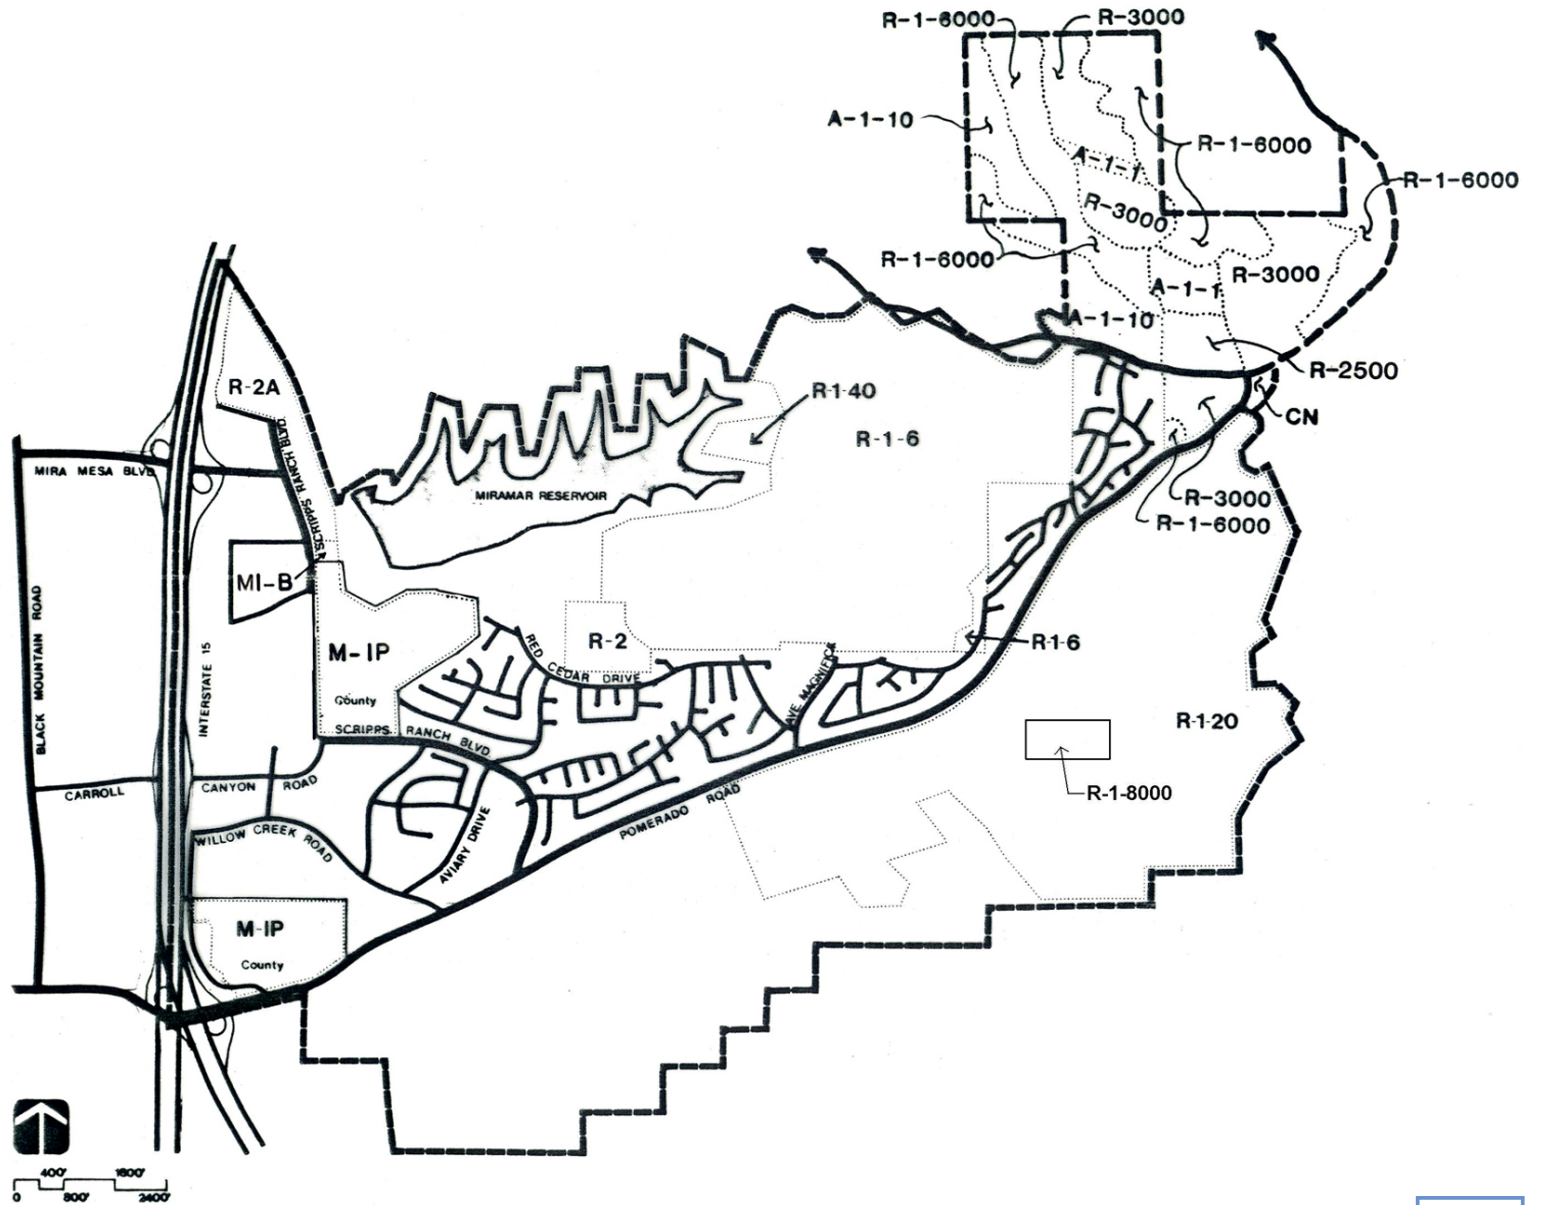 R-1-6000
R-3000
A-1-10
R-1-6000
A-1-1
R-1-6000
R-3000
R-1-6000
R-3000
A-1-1
A-1-10
R-2500
R-2A
R-1-40
CN
R-1-6
SCRIPPS RANCH BLVD
MIRA MESA BLVD
MIRAMAR RESERVOIR
R-3000
R-1-6000
MI-B
BLACK MOUNTAIN ROAD
INTERSTATE 15
M-IP
County
R-2
RED CEDAR DRIVE
R-1-6
AVE MAGNIFICA
R-1-20
SCRIPPS RANCH BLVD
CARROLL CANYON ROAD
R-1-8000
POMERADO ROAD
WILLOW CREEK ROAD
AVIARY DRIVE
M-IP
County
400' 1600'
0 800' 2400'